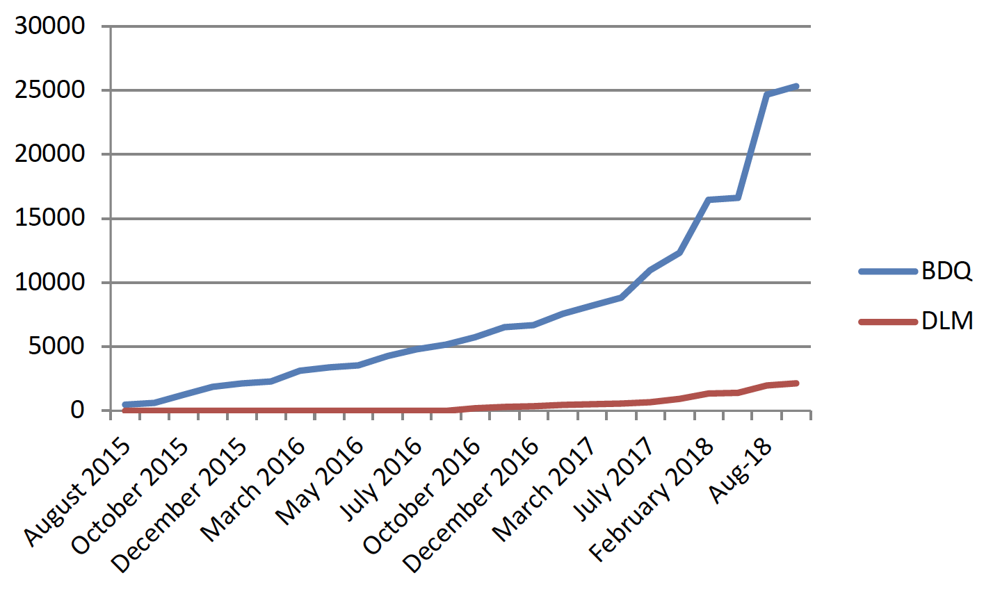 30000
25000
20000
15000
10000
5000
0
August 2015
October 2015
December 2015
March 2016
May 2016
July 2016
October 2016
December 2016
March 2017
July 2017
February 2018
Aug-18
BDQ
DLM